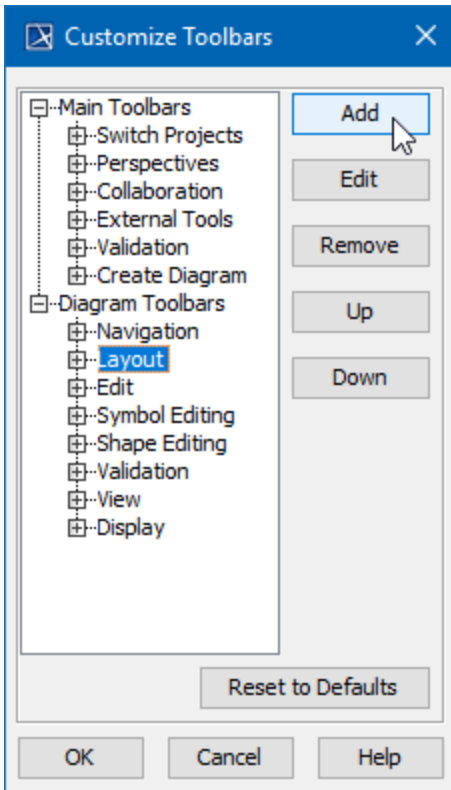 Customize Toolbars
Main Toolbars
Switch Projects
Perspectives
Collaboration
External Tools
Validation
Create Diagram
Diagram Toolbars
Navigation
Layout
Edit
Symbol Editing
Shape Editing
Validation
View
Display
Add
Edit
Remove
Up
Down
Reset to Defaults
OK
Cancel
Help